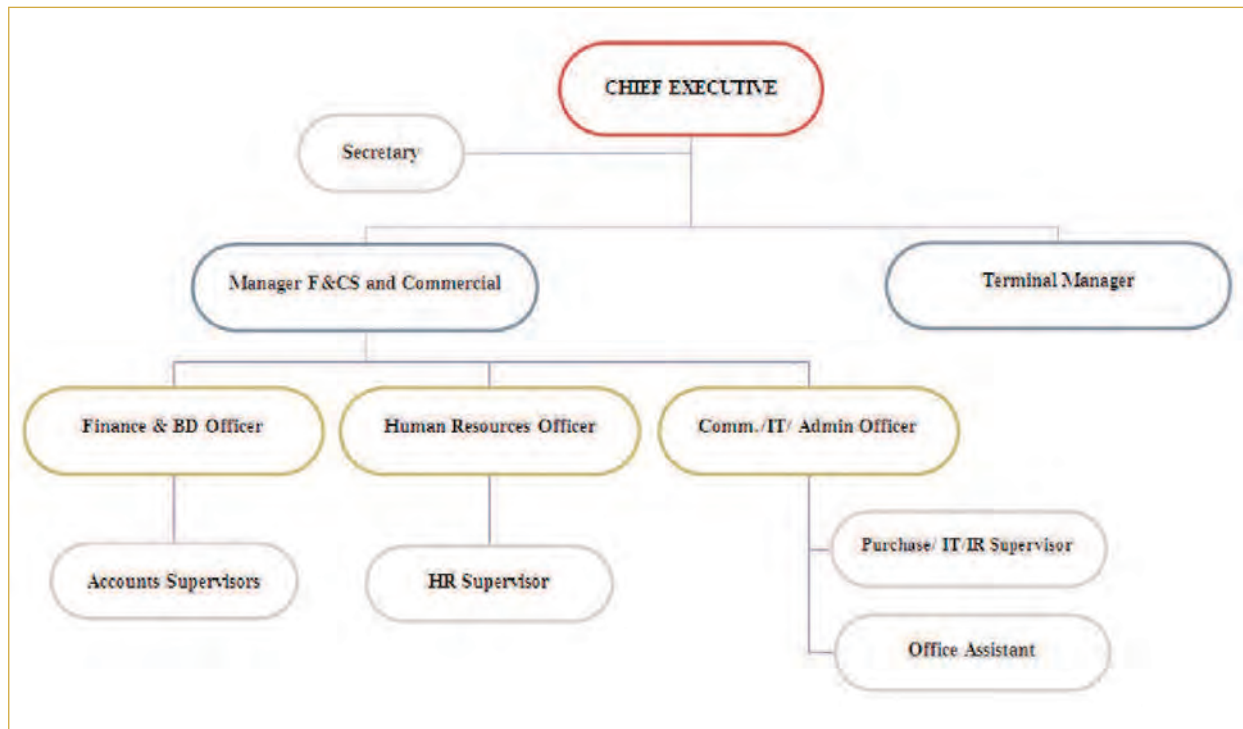 CHIEF EXECUTIVE
Secretary
Manager F&CS and Commercial
Terminal Manager
Finance & BD Officer
Human Resources Officer
Comm./IT/ Admin Officer
Purchase/ IT/IR Supervisor
Accounts Supervisors
HR Supervisor
Office Assistant